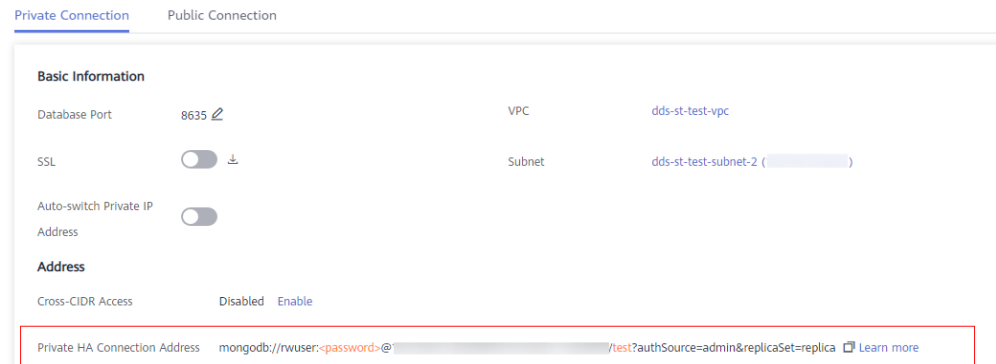 Private Connection Public Connection
Basic Information
Database Port 8635 VPC dds-st-test-vpc
SSL Subnet dds-st-test-subnet-2 ( )
Auto-switch Private IP
Address
Address
Cross-CIDR Access Disabled Enable
Private HA Connection Address mongodb://rwuser:<password>@ /test?authSource=admin&replicaSet=replica Learn more